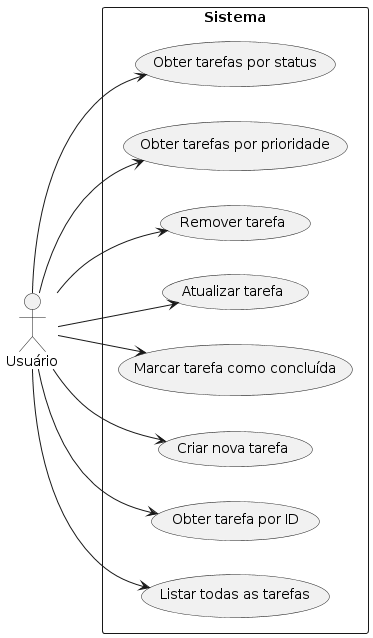 Sistema
Obter tarefas por status
Obter tarefas por prioridade
Remover tarefa
Atualizar tarefa
Usuário
Marcar tarefa como concluída
Criar nova tarefa
Obter tarefa por ID
Listar todas as tarefas